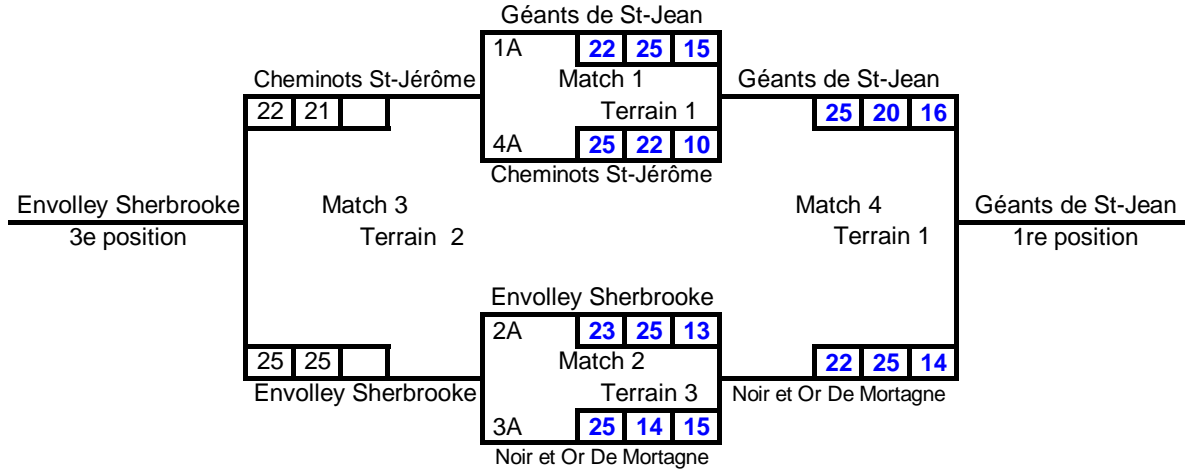 Géants de St-Jean
1A 22 25 15
Cheminots St-Jérôme Match 1 Géants de St-Jean
22 21 Terrain 1 25 20 16
4A 25 22 10
Cheminots St-Jérôme
Envolley Sherbrooke Match 3 Match 4 Géants de St-Jean
3e position Terrain 2 Terrain 1 1re position
Envolley Sherbrooke
2A 23 25 13
25 25 Match 2 22 25 14
Envolley Sherbrooke Terrain 3 Noir et Or De Mortagne
3A 25 14 15
Noir et Or De Mortagne